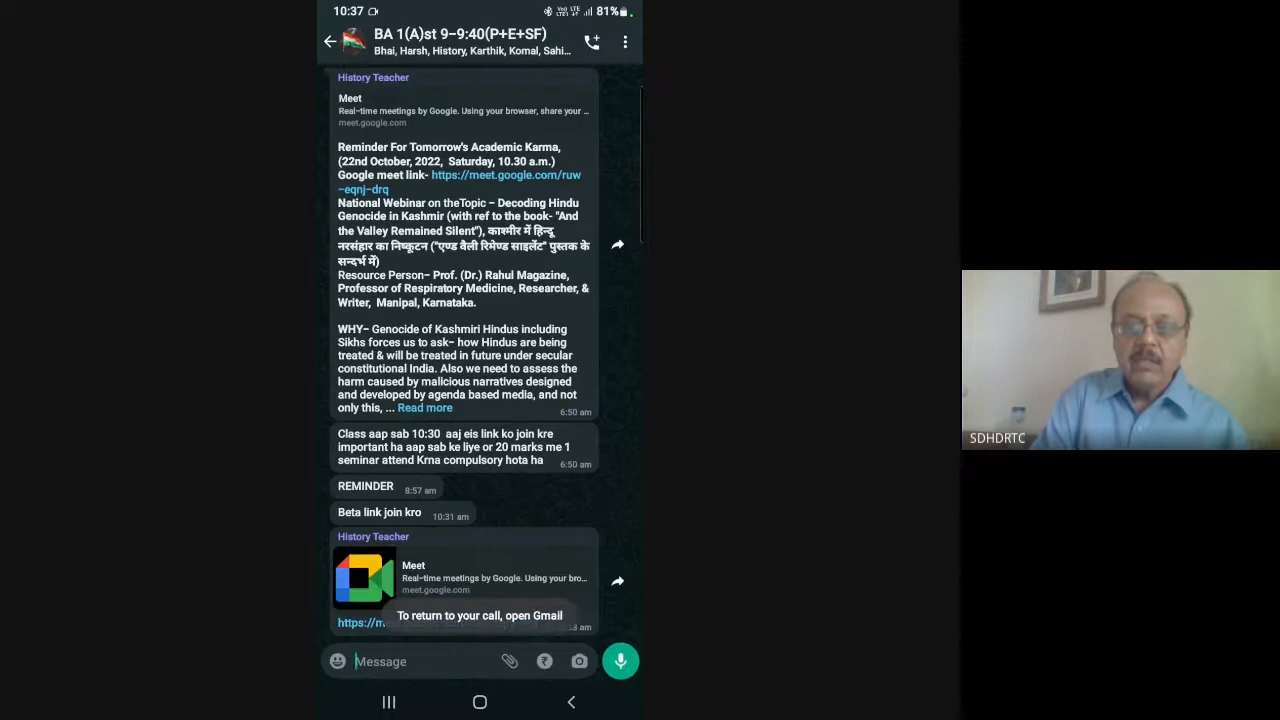 10:37
81%
BA 1(A)st 9-9:40(P+E+SF)
Bhai, Harsh, History, Karthik, Komal, Sahi...
History Teacher
Meet
Real-time meetings by Google. Using your browser, share your ...
meet.google.com
Reminder For Tomorrow's Academic Karma,
(22nd October, 2022, Saturday, 10.30 a.m.)
Google meet link- https://meet.google.com/ruw
-eqnj-drq
National Webinar on theTopic - Decoding Hindu
Genocide in Kashmir (with ref to the book- "And
the Valley Remained Silent"), काश्मीर में हिन्दू
नरसंहार का निष्कूटन ("एण्ड वैली रिमेण्ड साइलेंट" पुस्तक के
सन्दर्भ में)
Resource Person- Prof. (Dr.) Rahul Magazine,
Professor of Respiratory Medicine, Researcher, &
Writer, Manipal, Karnataka.
WHY- Genocide of Kashmiri Hindus including
Sikhs forces us to ask- how Hindus are being
treated & will be treated in future under secular
constitutional India. Also we need to assess the
harm caused by malicious narratives designed
and developed by agenda based media, and not
only this, ... Read more
6:50 am
Class aap sab 10:30 aaj eis link ko join kre
important ha aap sab ke liye or 20 marks me 1
seminar attend Krna compulsory hota ha
6:50 am
REMINDER 8:57 am
Beta link join kro 10:31 am
History Teacher
Meet
Real-time meetings by Google. Using your bro...
meet.google.com
To return to your call, open Gmail
https://m
3 am
Message
SDHDRTC